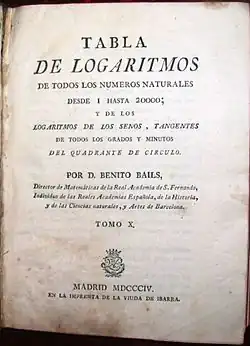 TABLA
DE LOGARITMOS
DE TODOS LOS NUMEROS NATURALES
DESDE I HASTA 20000;
Y DE LOS
LOGARITMOS DE LOS SENOS, TANGENTES
DE TODOS LOS GRADOS Y MINUTOS
DEL QUADRANTE DE CIRCULO.
POR D. BENITO BAILS,
Director de Matemáticas de la Real Academia de S. Fernando,
Individuo de las Reales Academias Española, de la Historia,
y de las Ciencias naturales, y Artes de Barcelona.
TOMO X.
MADRID MDCCCIV.
EN LA IMPRENTA DE LA VIUDA DE IBARRA.